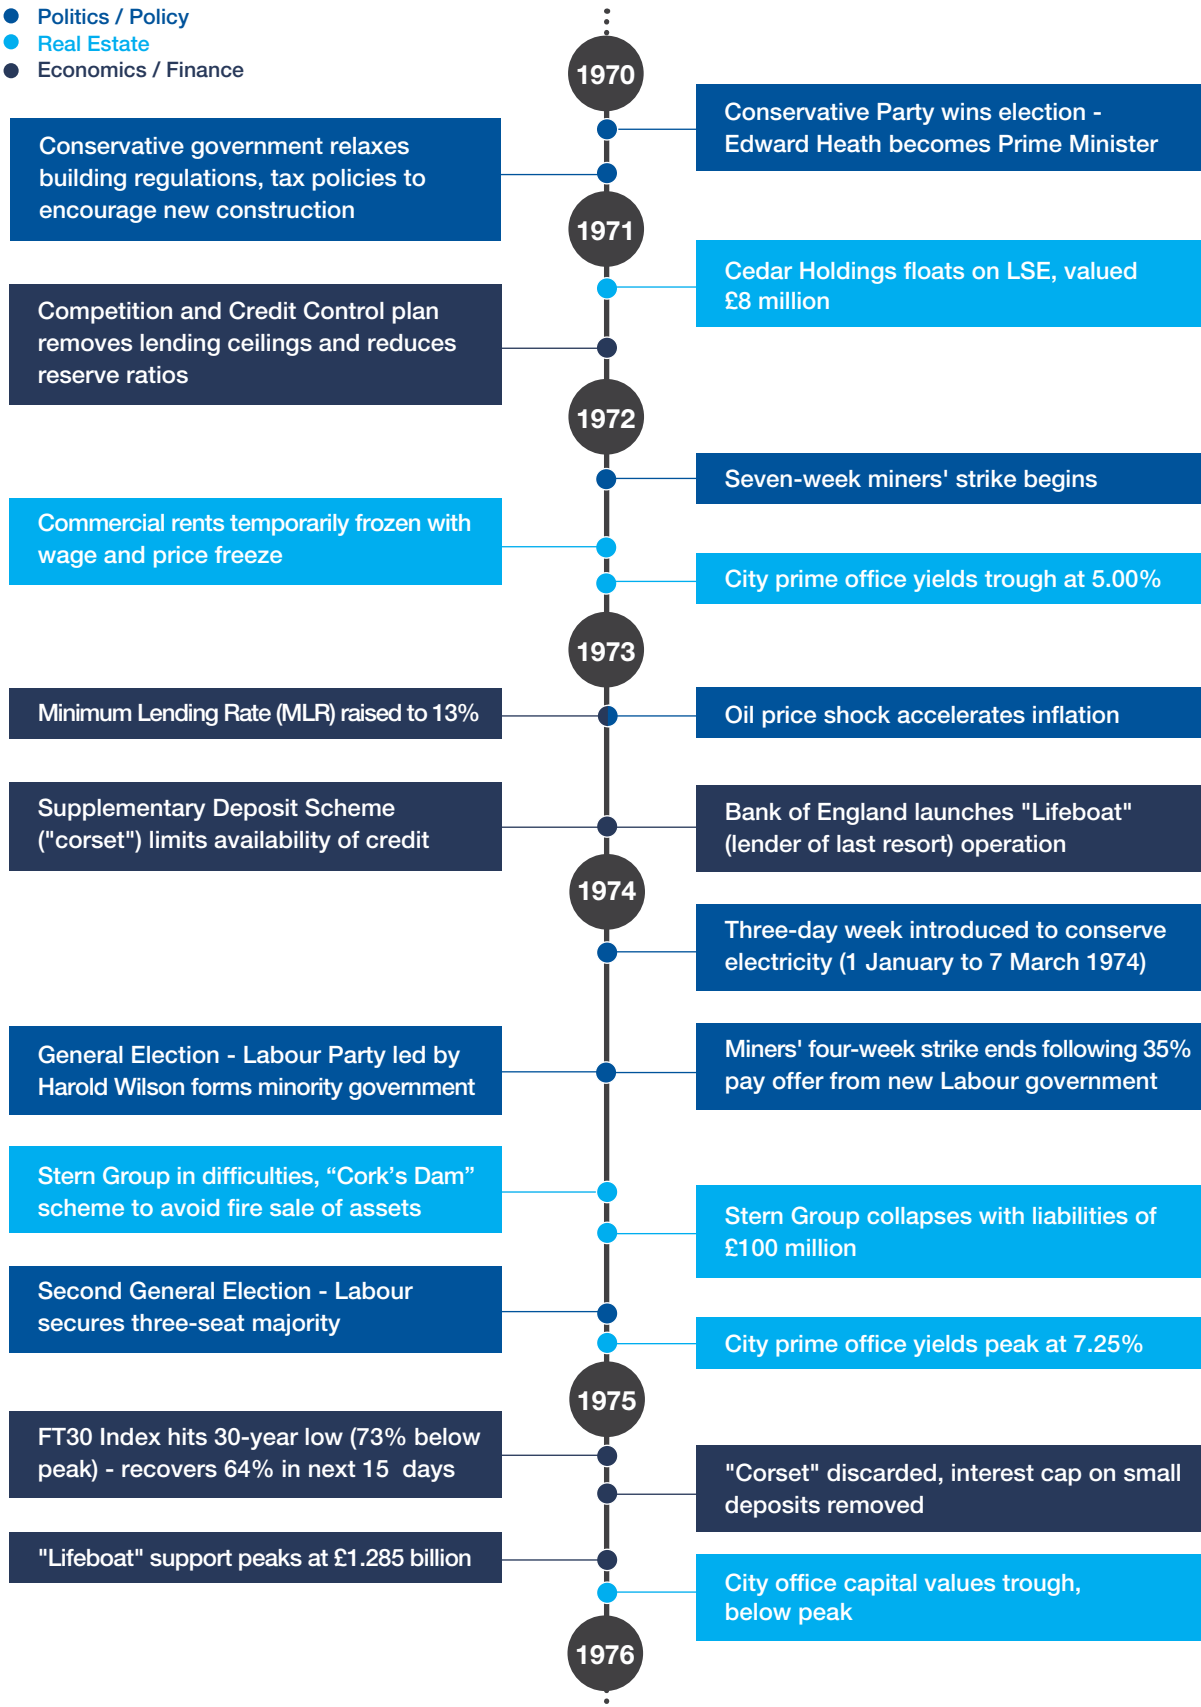 Politics / Policy
Real Estate
Economics / Finance
1970
Conservative Party wins election -
Edward Heath becomes Prime Minister
Conservative government relaxes
building regulations, tax policies to
encourage new construction
1971
Cedar Holdings floats on LSE, valued
£8 million
Competition and Credit Control plan
removes lending ceilings and reduces
reserve ratios
1972
Seven-week miners' strike begins
Commercial rents temporarily frozen with
wage and price freeze
City prime office yields trough at 5.00%
1973
Minimum Lending Rate (MLR) raised to 13%
Oil price shock accelerates inflation
Supplementary Deposit Scheme
("corset") limits availability of credit
Bank of England launches "Lifeboat"
(lender of last resort) operation
1974
Three-day week introduced to conserve
electricity (1 January to 7 March 1974)
General Election - Labour Party led by
Harold Wilson forms minority government
Miners' four-week strike ends following 35%
pay offer from new Labour government
Stern Group in difficulties, “Cork’s Dam”
scheme to avoid fire sale of assets
Stern Group collapses with liabilities of
£100 million
Second General Election - Labour
secures three-seat majority
City prime office yields peak at 7.25%
1975
FT30 Index hits 30-year low (73% below
peak) - recovers 64% in next 15 days
"Corset" discarded, interest cap on small
deposits removed
"Lifeboat" support peaks at £1.285 billion
City office capital values trough,
below peak
1976